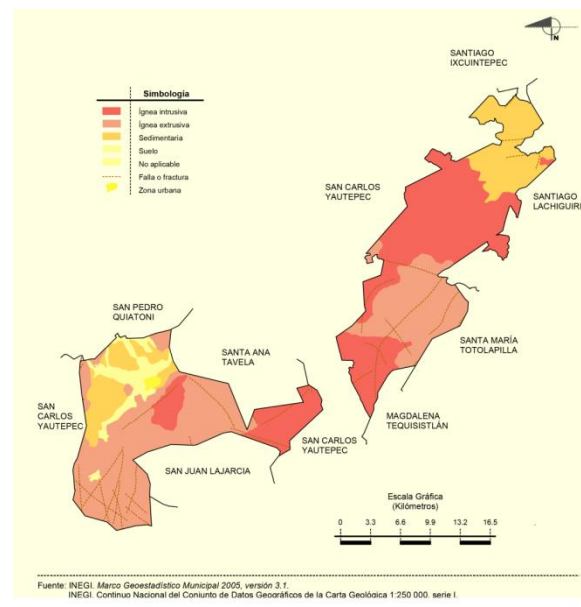 N
SANTIAGO
IXCUINTEPEC
Simbología
Ígnea intrusiva
Ígnea extrusiva
Sedimentaria
Suelo
No aplicable
Falla o fractura
Zona urbana
SAN CARLOS
YAUTEPEC
SANTIAGO
LACHIGUIRI
SAN PEDRO
QUIATONI
SANTA ANA
TAVELA
SANTA MARÍA
TOTOLAPILLA
SAN
CARLOS
YAUTEPEC
MAGDALENA
TEQUISISTLÁN
SAN CARLOS
YAUTEPEC
SAN JUAN LAJARCIA
Escala Gráfica
(Kilómetros)
0 3.3 6.6 9.9 13.2 16.5
Fuente: INEGI. Marco Geoestadístico Municipal 2005, versión 3.1.
INEGI. Continuo Nacional del Conjunto de Datos Geográficos de la Carta Geológica 1:250 000, serie I.